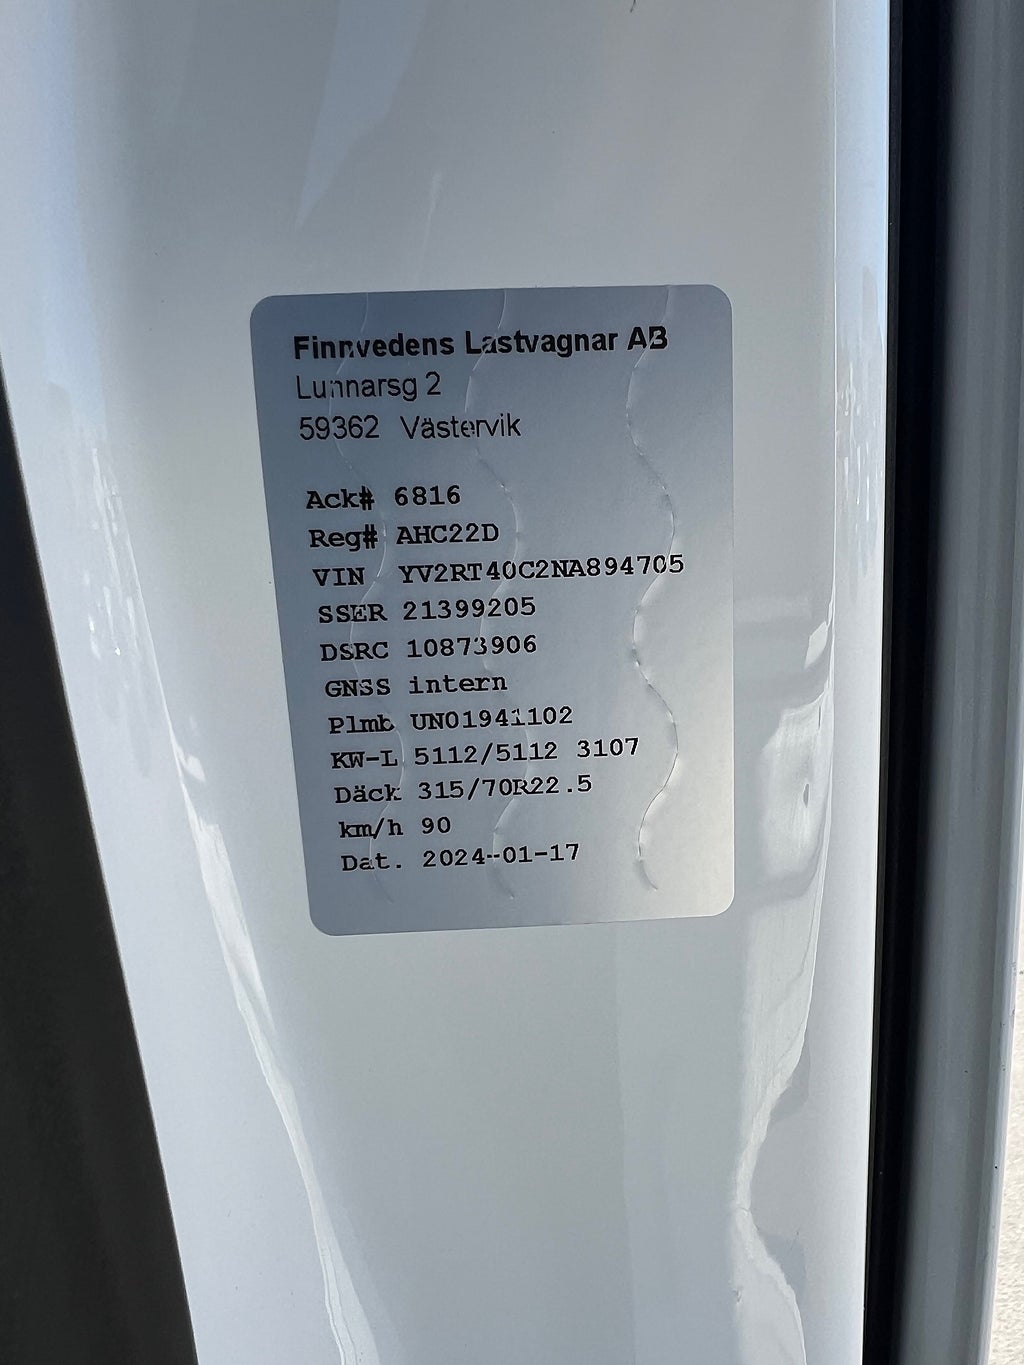 Finnvedens Lastvagnar AB
Lunnarsg 2
59362 Västervik
Ack# 6816
Reg# AHC22D
VIN YV2RT40C2NA894705
SSER 21399205
DSRC 10873906
GNSS intern
Plmb UN01941102
KW-L 5112/5112 3107
Däck 315/70R22.5
km/h 90
Dat. 2024-01-17